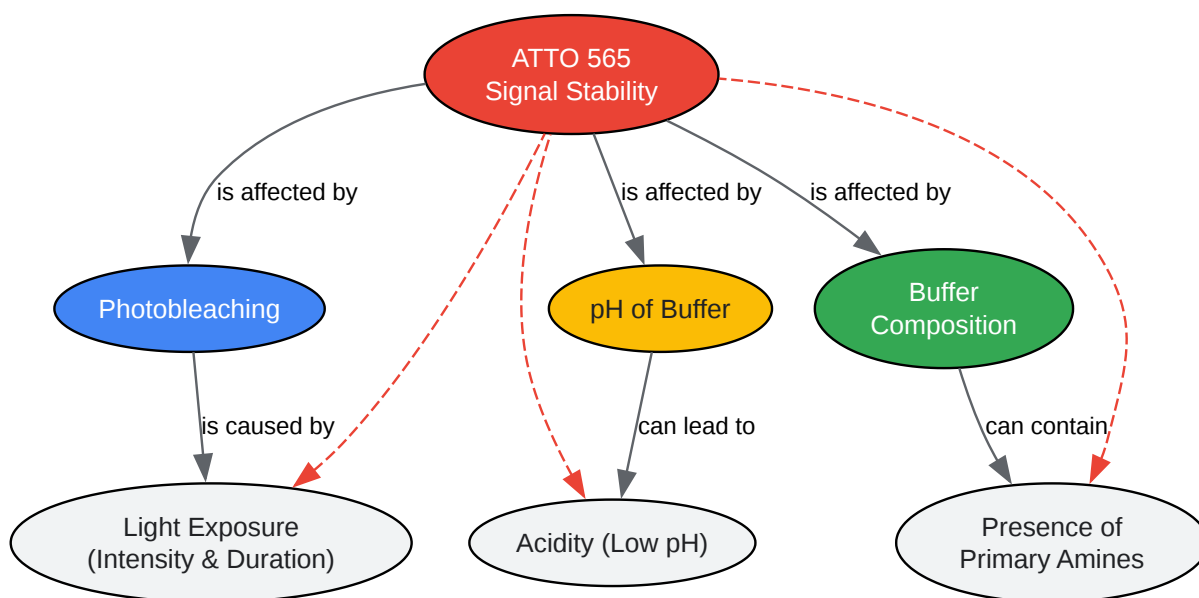 ATTO 565
Signal Stability
is affected by
is affected by
is affected by
Photobleaching
pH of Buffer
Buffer
Composition
is caused by
can lead to
can contain
Light Exposure
(Intensity & Duration)
Acidity (Low pH)
Presence of
Primary Amines